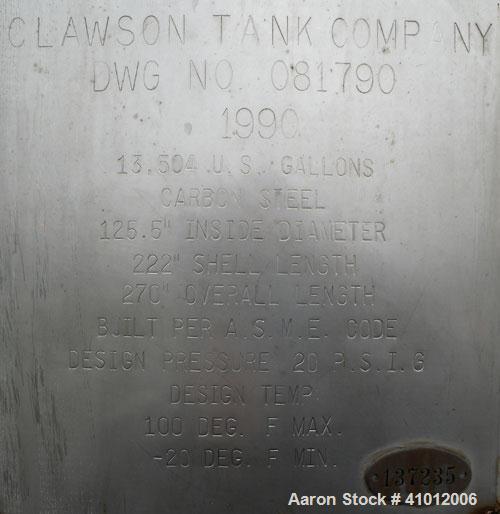 CLAWSON TANK COMPANY
DWG NO. 081790
1990
13,504 U.S. GALLONS
CARBON STEEL
125.5" INSIDE DIAMETER
222" SHELL LENGTH
270" OVERALL LENGTH
BUILT PER A.S.M.E. CODE
DESIGN PRESSURE 20 P.S.I.G
DESIGN TEMP.
100 DEG. F MAX.
-20 DEG. F MIN.
·137235·
Aaron Stock # 41012006